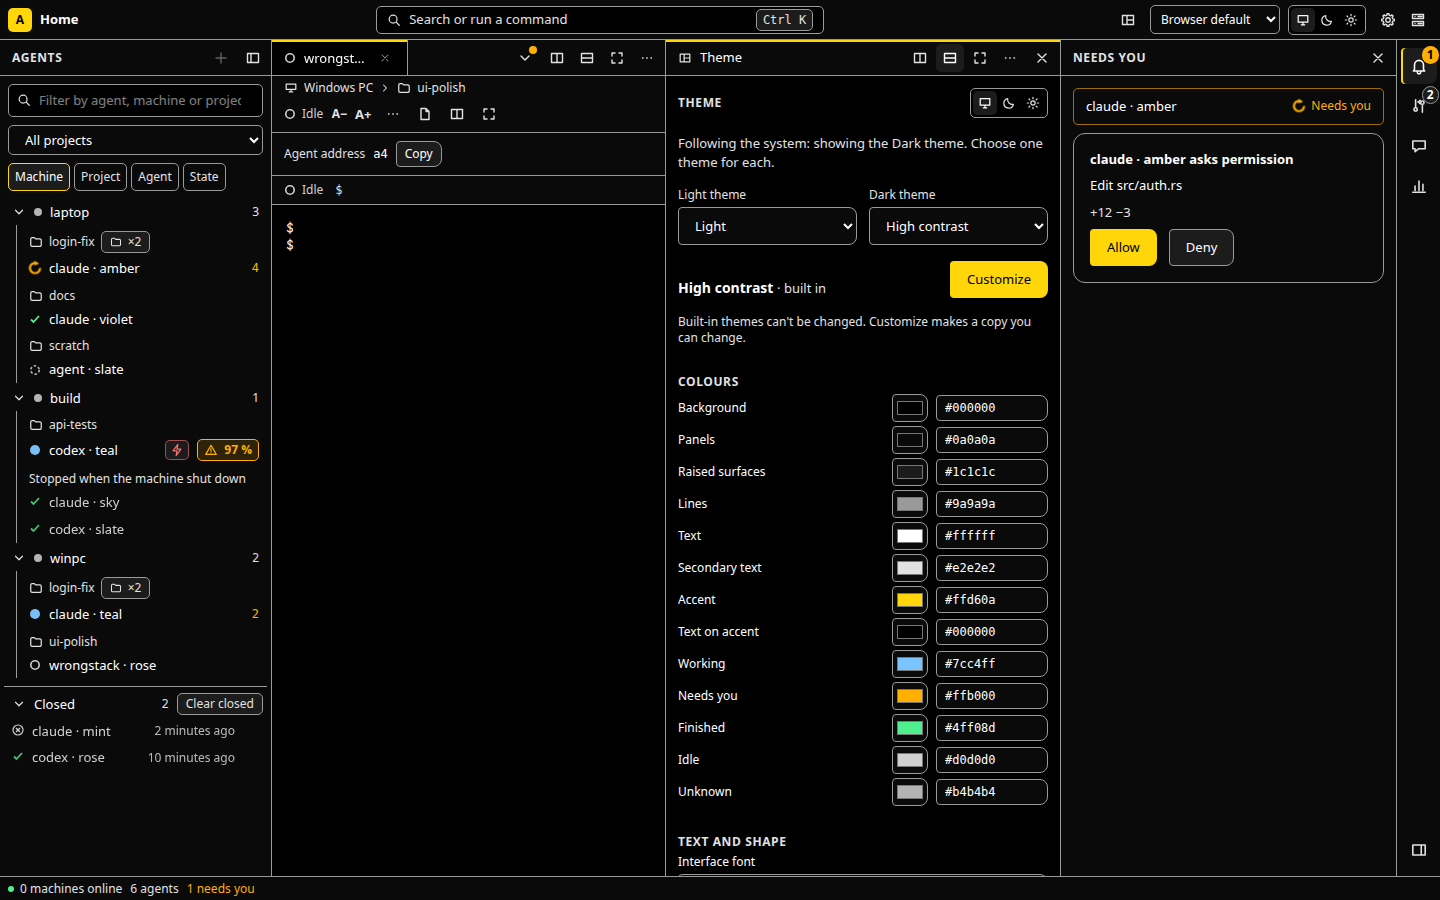 A Home
Search or run a command
Ctrl K
Browser default
AGENTS
Filter by agent, machine or projec
All projects
Machine
Project
Agent
State
laptop 3
login-fix ×2
claude · amber 4
docs
claude · violet
scratch
agent · slate
build 1
api-tests
codex · teal 97 %
Stopped when the machine shut down
claude · sky
codex · slate
winpc 2
login-fix ×2
claude · teal 2
ui-polish
wrongstack · rose
Closed 2 Clear closed
claude · mint 2 minutes ago
codex · rose 10 minutes ago
wrongst...
Windows PC
ui-polish
Idle A− A+
Agent address a4 Copy
Idle $
$
$
Theme
THEME
Following the system: showing the Dark theme. Choose one
theme for each.
Light theme
Dark theme
Light
High contrast
High contrast · built in
Customize
Built-in themes can't be changed. Customize makes a copy you
can change.
COLOURS
Background #000000
Panels #0a0a0a
Raised surfaces #1c1c1c
Lines #9a9a9a
Text #ffffff
Secondary text #e2e2e2
Accent #ffd60a
Text on accent #000000
Working #7cc4ff
Needs you #ffb000
Finished #4ff08d
Idle #d0d0d0
Unknown #b4b4b4
TEXT AND SHAPE
Interface font
NEEDS YOU
claude · amber Needs you
claude · amber asks permission
Edit src/auth.rs
+12 −3
Allow
Deny
1
2
0 machines online 6 agents 1 needs you